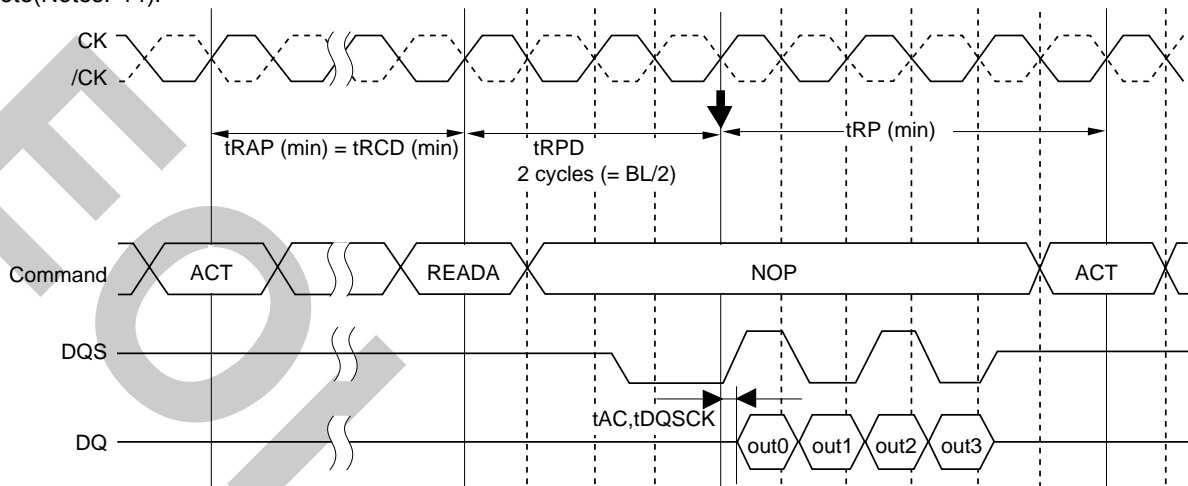 CK
/CK
tRAP (min) = tRCD (min)
tRPD
2 cycles (= BL/2)
tRP (min)
Command
ACT
READA
NOP
ACT
DQS
tAC,tDQSCK
DQ
out0
out1
out2
out3